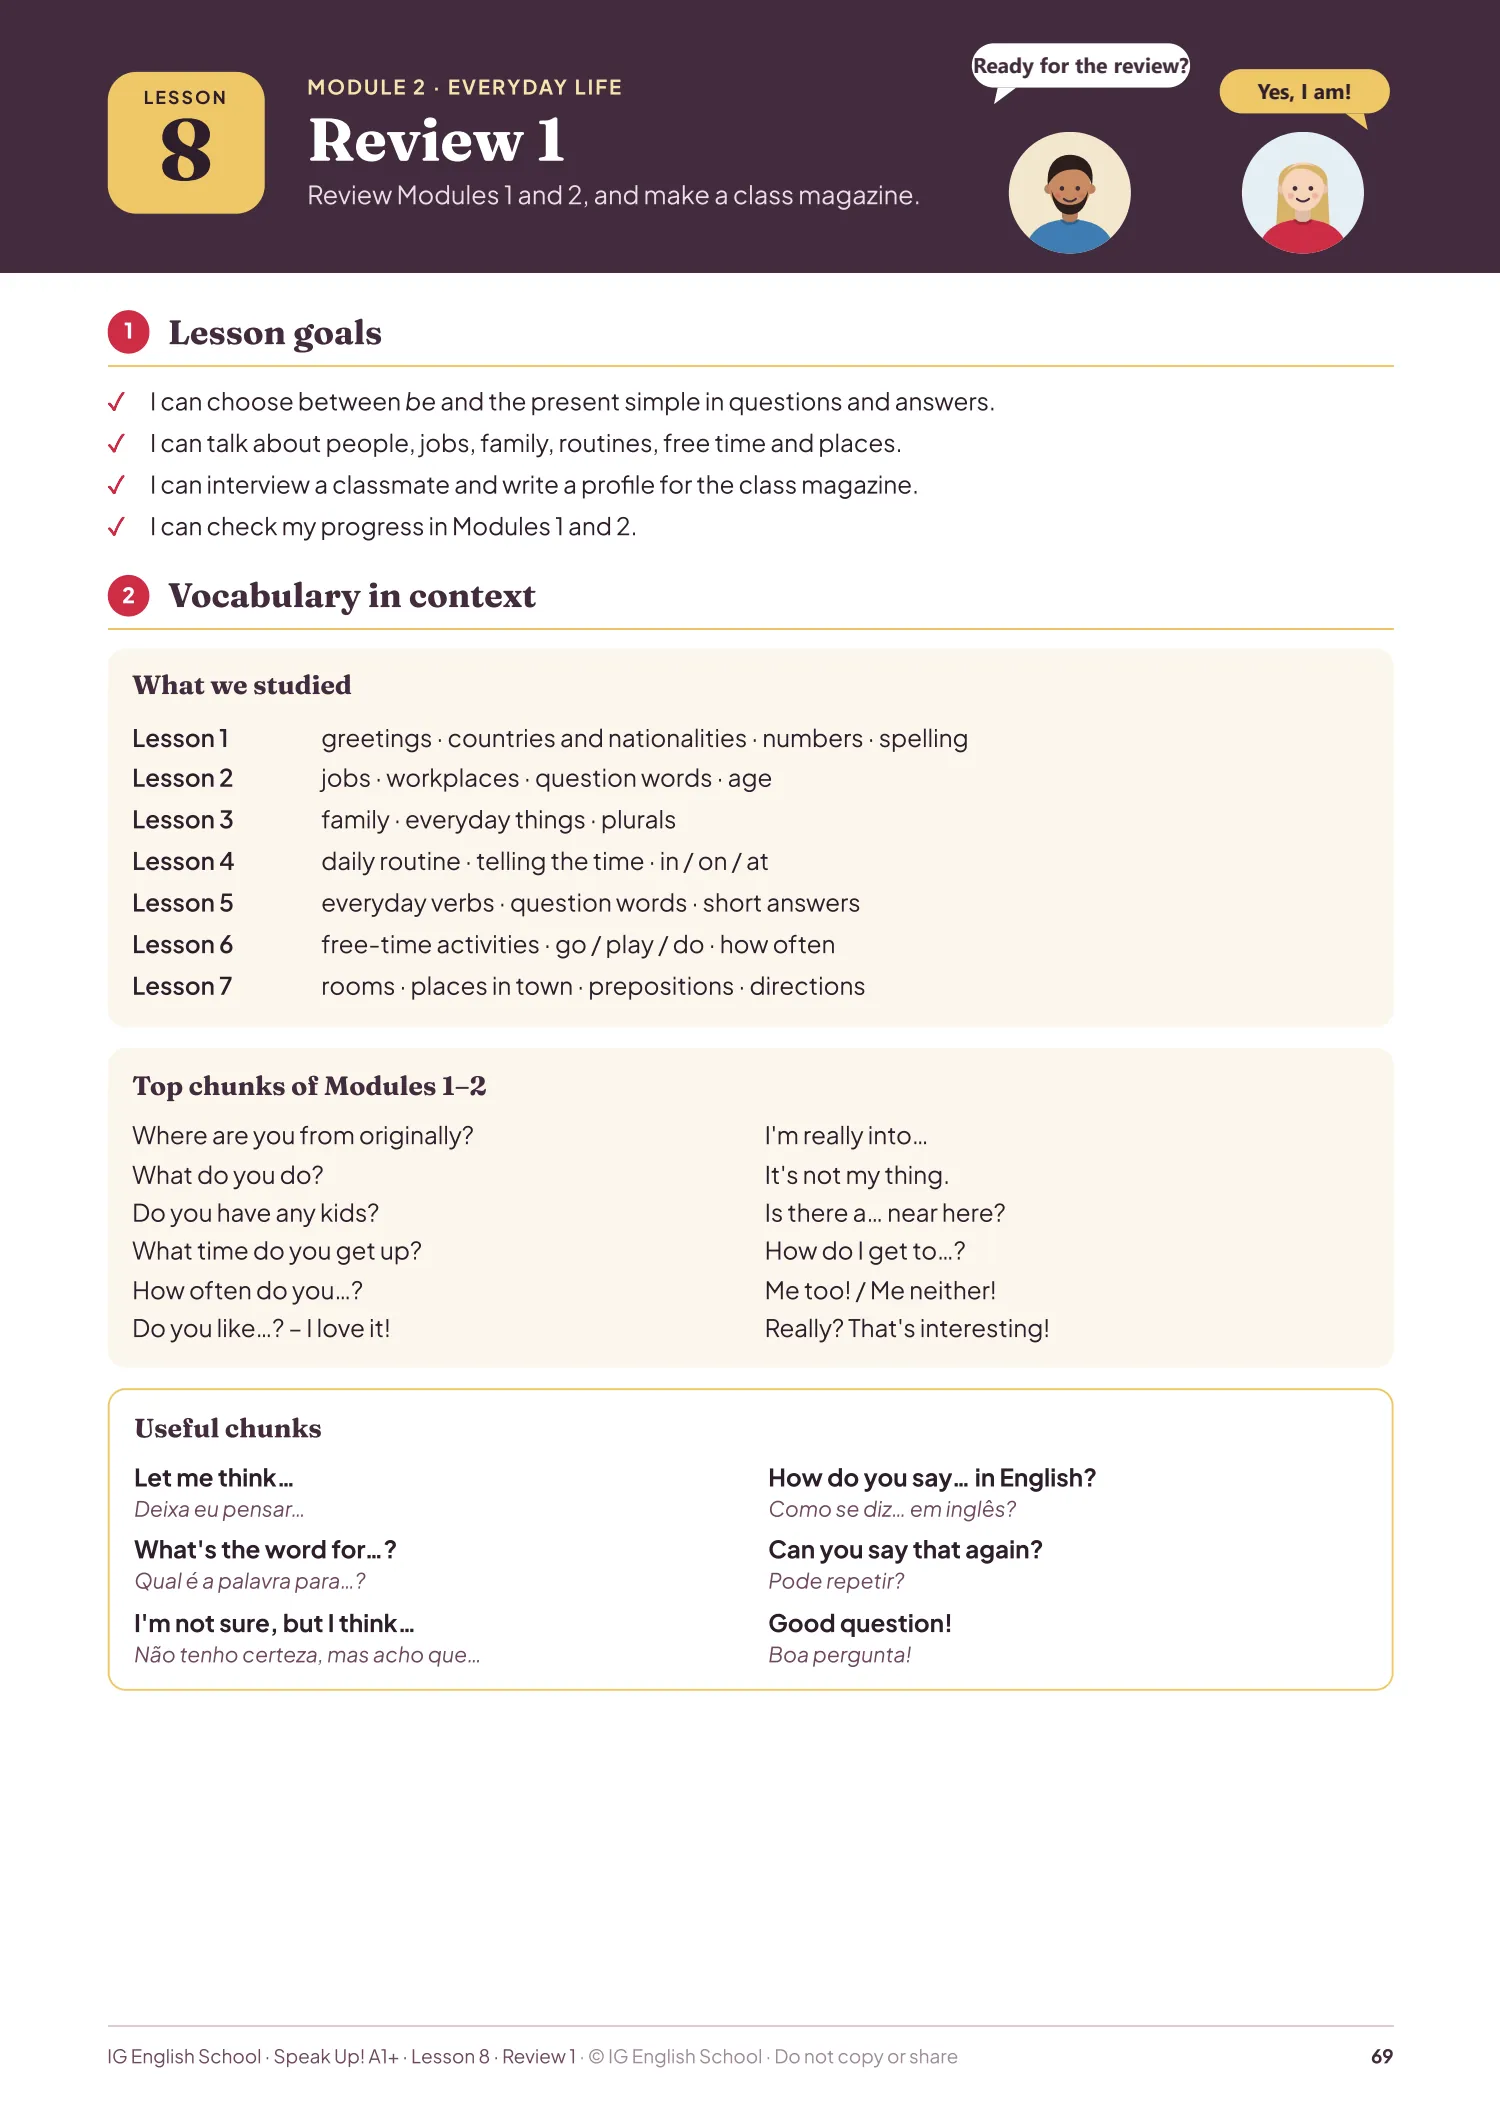 LESSON
8
MODULE 2 · EVERYDAY LIFE
Review 1
Review Modules 1 and 2, and make a class magazine.
Ready for the review?
Yes, I am!
1 Lesson goals
✓ I can choose between be and the present simple in questions and answers.
✓ I can talk about people, jobs, family, routines, free time and places.
✓ I can interview a classmate and write a profile for the class magazine.
✓ I can check my progress in Modules 1 and 2.
2 Vocabulary in context
What we studied
Lesson 1 greetings · countries and nationalities · numbers · spelling
Lesson 2 jobs · workplaces · question words · age
Lesson 3 family · everyday things · plurals
Lesson 4 daily routine · telling the time · in / on / at
Lesson 5 everyday verbs · question words · short answers
Lesson 6 free-time activities · go / play / do · how often
Lesson 7 rooms · places in town · prepositions · directions
Top chunks of Modules 1–2
Where are you from originally?
What do you do?
Do you have any kids?
What time do you get up?
How often do you…?
Do you like…? – I love it!
I'm really into…
It's not my thing.
Is there a… near here?
How do I get to…?
Me too! / Me neither!
Really? That's interesting!
Useful chunks
Let me think…
Deixa eu pensar…
What's the word for…?
Qual é a palavra para…?
I'm not sure, but I think…
Não tenho certeza, mas acho que…
How do you say… in English?
Como se diz… em inglês?
Can you say that again?
Pode repetir?
Good question!
Boa pergunta!
IG English School · Speak Up! A1+ · Lesson 8 · Review 1 · © IG English School · Do not copy or share
69